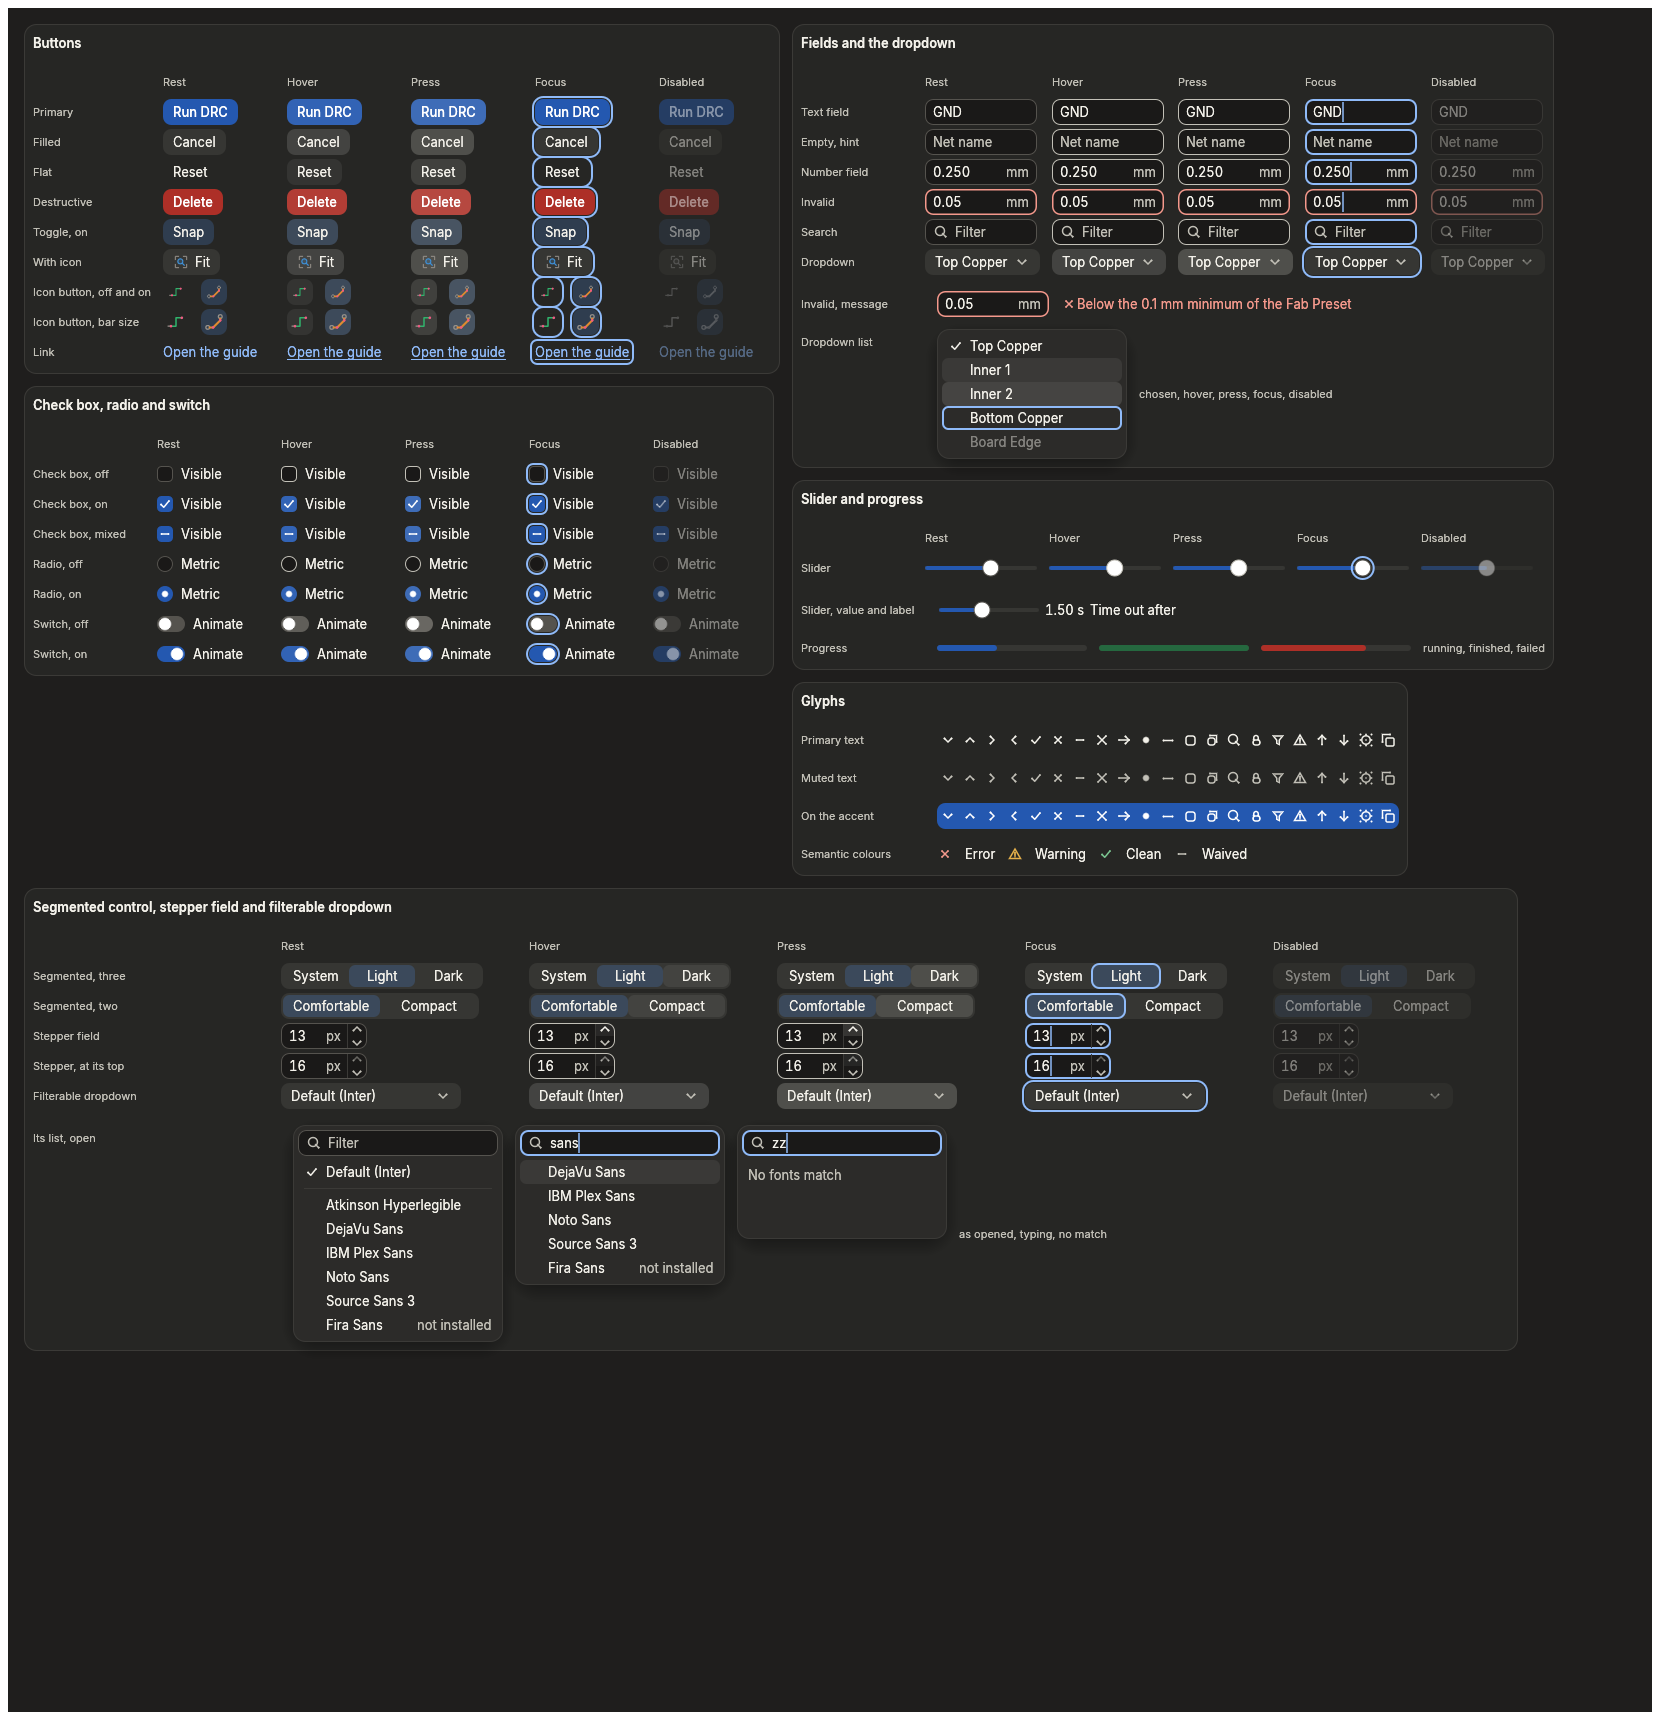 Buttons
Rest Hover Press Focus Disabled
Primary Run DRC Run DRC Run DRC Run DRC Run DRC
Filled Cancel Cancel Cancel Cancel Cancel
Flat Reset Reset Reset Reset Reset
Destructive Delete Delete Delete Delete Delete
Toggle, on Snap Snap Snap Snap Snap
With icon Fit Fit Fit Fit Fit
Icon button, off and on
Icon button, bar size
Link Open the guide Open the guide Open the guide Open the guide Open the guide
Check box, radio and switch
Rest Hover Press Focus Disabled
Check box, off Visible Visible Visible Visible Visible
Check box, on Visible Visible Visible Visible Visible
Check box, mixed Visible Visible Visible Visible Visible
Radio, off Metric Metric Metric Metric Metric
Radio, on Metric Metric Metric Metric Metric
Switch, off Animate Animate Animate Animate Animate
Switch, on Animate Animate Animate Animate Animate
Fields and the dropdown
Rest Hover Press Focus Disabled
Text field GND GND GND GND GND
Empty, hint Net name Net name Net name Net name Net name
Number field 0.250 mm 0.250 mm 0.250 mm 0.250 mm 0.250 mm
Invalid 0.05 mm 0.05 mm 0.05 mm 0.05 mm 0.05 mm
Search Filter Filter Filter Filter Filter
Dropdown Top Copper Top Copper Top Copper Top Copper Top Copper
Invalid, message 0.05 mm Below the 0.1 mm minimum of the Fab Preset
Dropdown list Top Copper
Inner 1
Inner 2
chosen, hover, press, focus, disabled
Bottom Copper
Board Edge
Slider and progress
Rest Hover Press Focus Disabled
Slider
Slider, value and label 1.50 s Time out after
Progress running, finished, failed
Glyphs
Primary text
Muted text
On the accent
Semantic colours Error Warning Clean Waived
Segmented control, stepper field and filterable dropdown
Rest Hover Press Focus Disabled
Segmented, three System Light Dark System Light Dark System Light Dark System Light Dark System Light Dark
Segmented, two Comfortable Compact Comfortable Compact Comfortable Compact Comfortable Compact Comfortable Compact
Stepper field 13 px 13 px 13 px 13 px 13 px
Stepper, at its top 16 px 16 px 16 px 16 px 16 px
Filterable dropdown Default (Inter) Default (Inter) Default (Inter) Default (Inter) Default (Inter)
Its list, open
Filter
Default (Inter)
Atkinson Hyperlegible
DejaVu Sans
IBM Plex Sans
Noto Sans
Source Sans 3
Fira Sans not installed
sans
DejaVu Sans
IBM Plex Sans
Noto Sans
Source Sans 3
Fira Sans not installed
zz
No fonts match
as opened, typing, no match